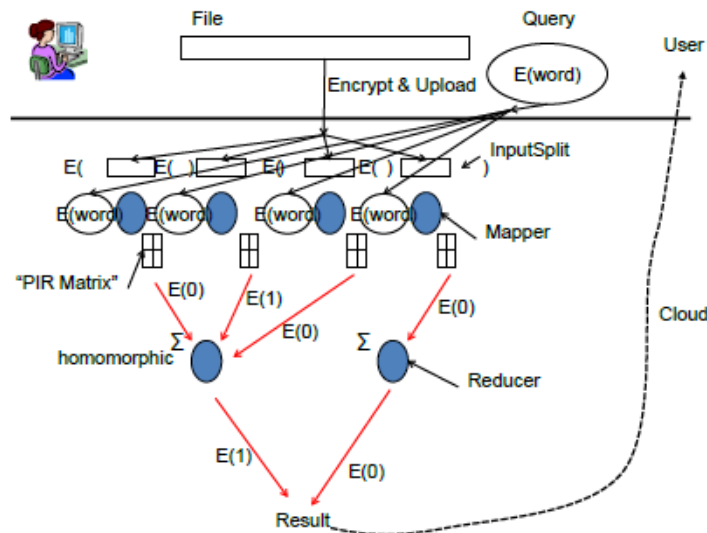 File
Query
User
E(word)
Encrypt & Upload
InputSplit
E( E( ) E() E( ) )
E(word) E(word) E(word) E(word)
Mapper
"PIR Matrix"
E(0)
E(1)
E(0)
E(0)
Cloud
Σ
Σ
homomorphic
Reducer
E(1)
E(0)
Result